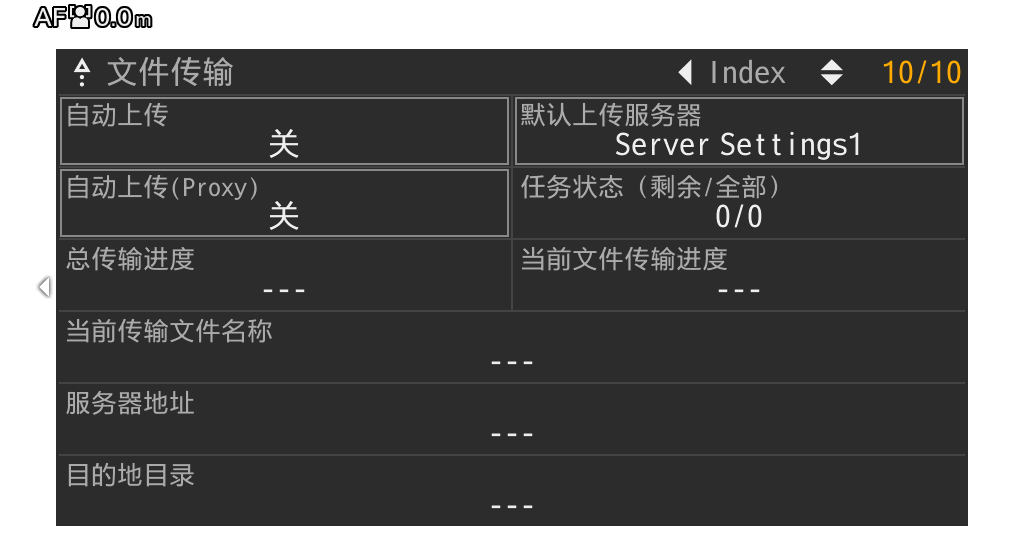 AF 0.0m
文件传输 Index 10/10
自动上传
关
默认上传服务器
Server Settings1
自动上传(Proxy)
关
任务状态（剩余/全部）
0/0
总传输进度
---
当前文件传输进度
---
当前传输文件名称
---
服务器地址
---
目的地目录
---